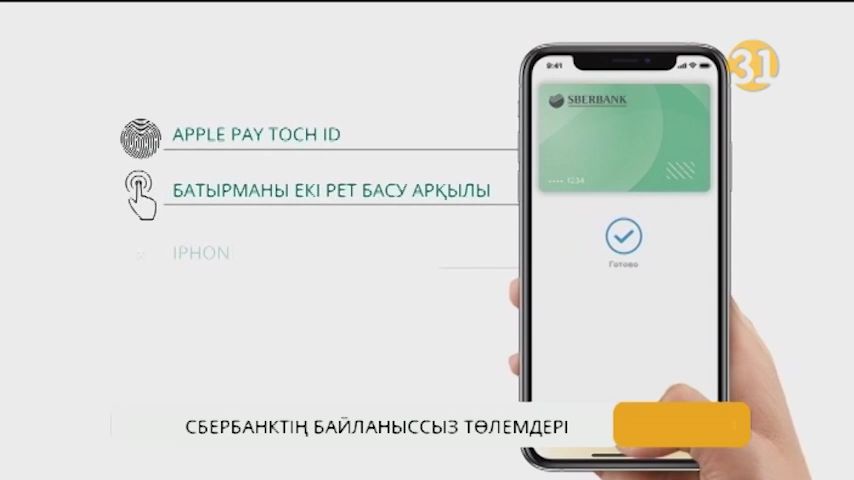 31
9:41
SBERBANK
APPLE PAY TOCH ID
БАТЫРМАНЫ ЕКІ РЕТ БАСУ АРҚЫЛЫ
•••• 1234
IPHON
Готово
СБЕРБАНКТІҢ БАЙЛАНЫССЫЗ ТӨЛЕМДЕРІ